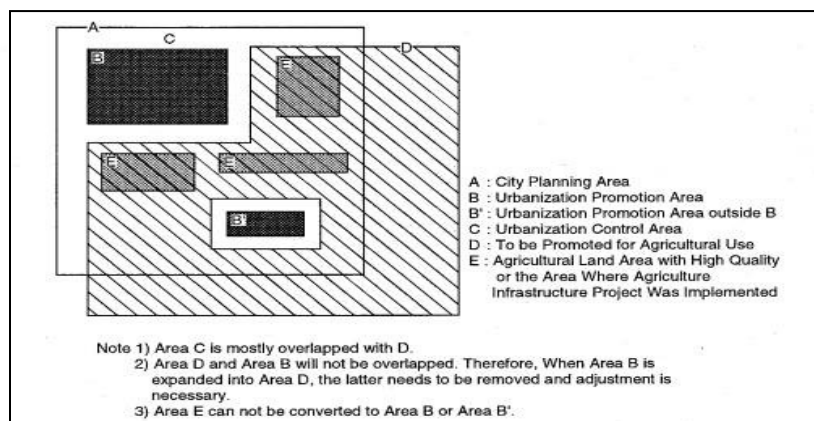 A
C
D
B
E
E
E
B'
A : City Planning Area
B : Urbanization Promotion Area
B' : Urbanization Promotion Area outside B
C : Urbanization Control Area
D : To be Promoted for Agricultural Use
E : Agricultural Land Area with High Quality
or the Area Where Agriculture
Infrastructure Project Was Implemented
Note 1) Area C is mostly overlapped with D.
2) Area D and Area B will not be overlapped. Therefore, When Area B is
expanded into Area D, the latter needs to be removed and adjustment is
necessary.
3) Area E can not be converted to Area B or Area B'.